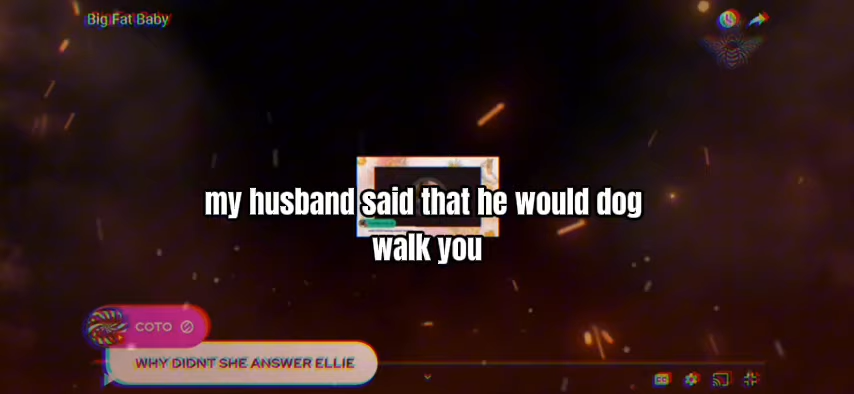 Big Fat Baby
my husband said that he would dog
walk you
COTO
WHY DIDNT SHE ANSWER ELLIE